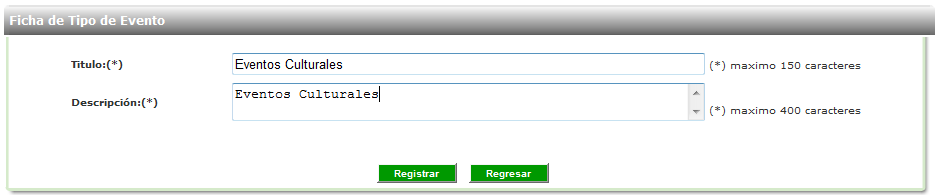 Ficha de Tipo de Evento
Titulo:(*) Eventos Culturales (*) maximo 150 caracteres
Descripción:(*) Eventos Culturales (*) maximo 400 caracteres
Registrar Regresar